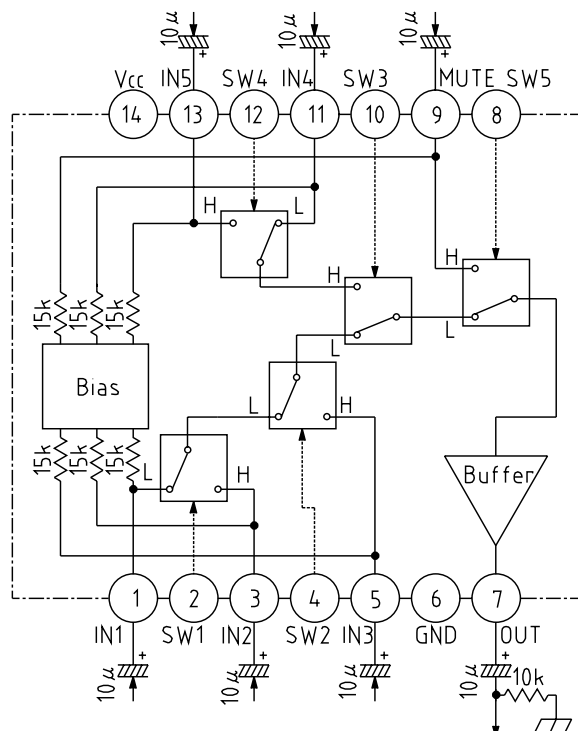 10μ 10μ 10μ
Vcc IN5 SW4 IN4 SW3 MUTE SW5
14 13 12 11 10 9 8
H L
H
H
15k 15k 15k
L
L
Bias
L H
15k 15k 15k
L H
Buffer
1 2 3 4 5 6 7
IN1 SW1 IN2 SW2 IN3 GND OUT
10μ 10μ 10μ 10μ 10k